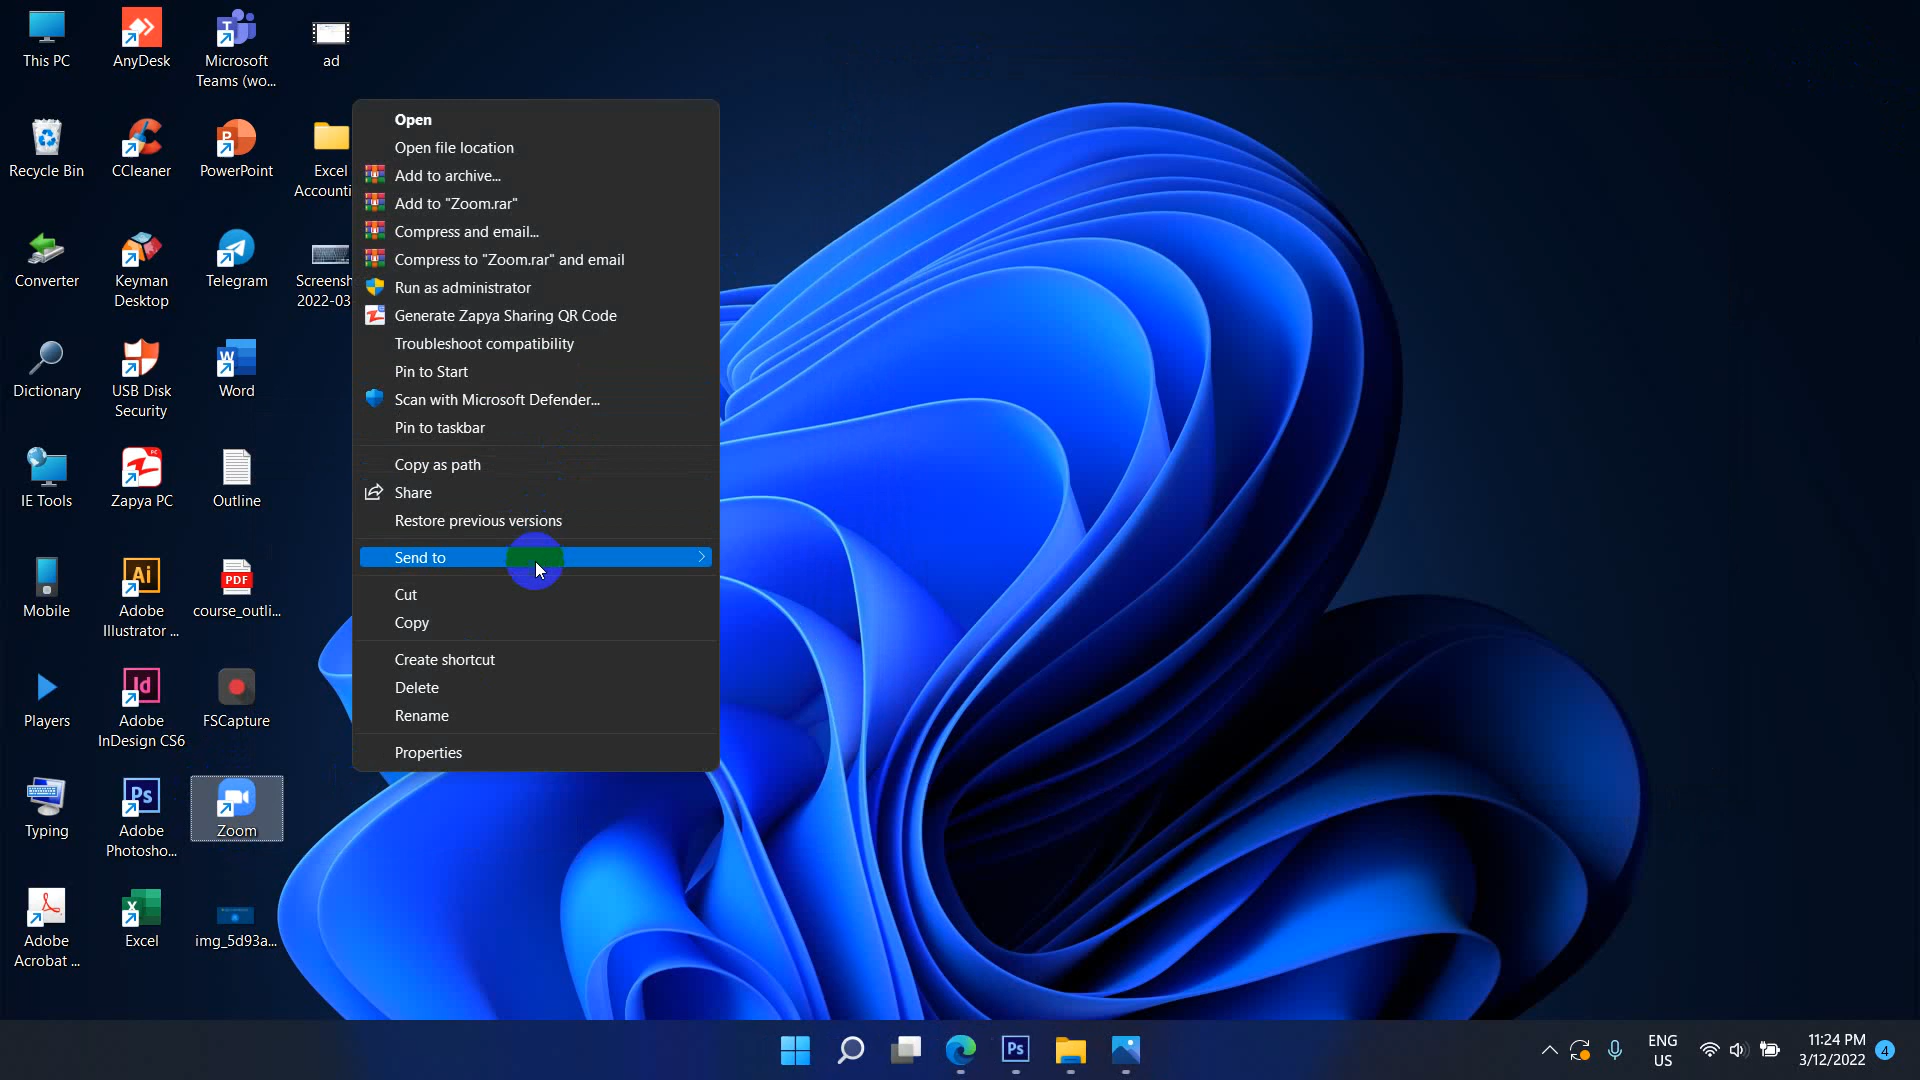 This PC
AnyDesk
Microsoft
Teams (wo...
ad
Recycle Bin
CCleaner
PowerPoint
Excel
Accounti
Converter
Keyman
Desktop
Telegram
Screensh
2022-03
Dictionary
USB Disk
Security
Word
IE Tools
Zapya PC
Outline
Mobile
Adobe
Illustrator ...
course_outli...
Players
Adobe
InDesign CS6
FSCapture
Typing
Adobe
Photosho...
Zoom
Adobe
Acrobat ...
Excel
img_5d93a...
Open
Open file location
Add to archive...
Add to "Zoom.rar"
Compress and email...
Compress to "Zoom.rar" and email
Run as administrator
Generate Zapya Sharing QR Code
Troubleshoot compatibility
Pin to Start
Scan with Microsoft Defender...
Pin to taskbar
Copy as path
Share
Restore previous versions
Send to
Cut
Copy
Create shortcut
Delete
Rename
Properties
Ps
ENG
US
11:24 PM
3/12/2022
4